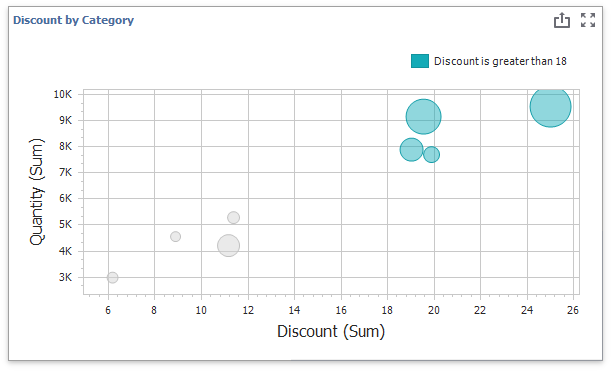 Discount by Category
Discount is greater than 18
10K
9K
8K
7K
6K
5K
4K
3K
Quantity (Sum)
6 8 10 12 14 16 18 20 22 24 26
Discount (Sum)